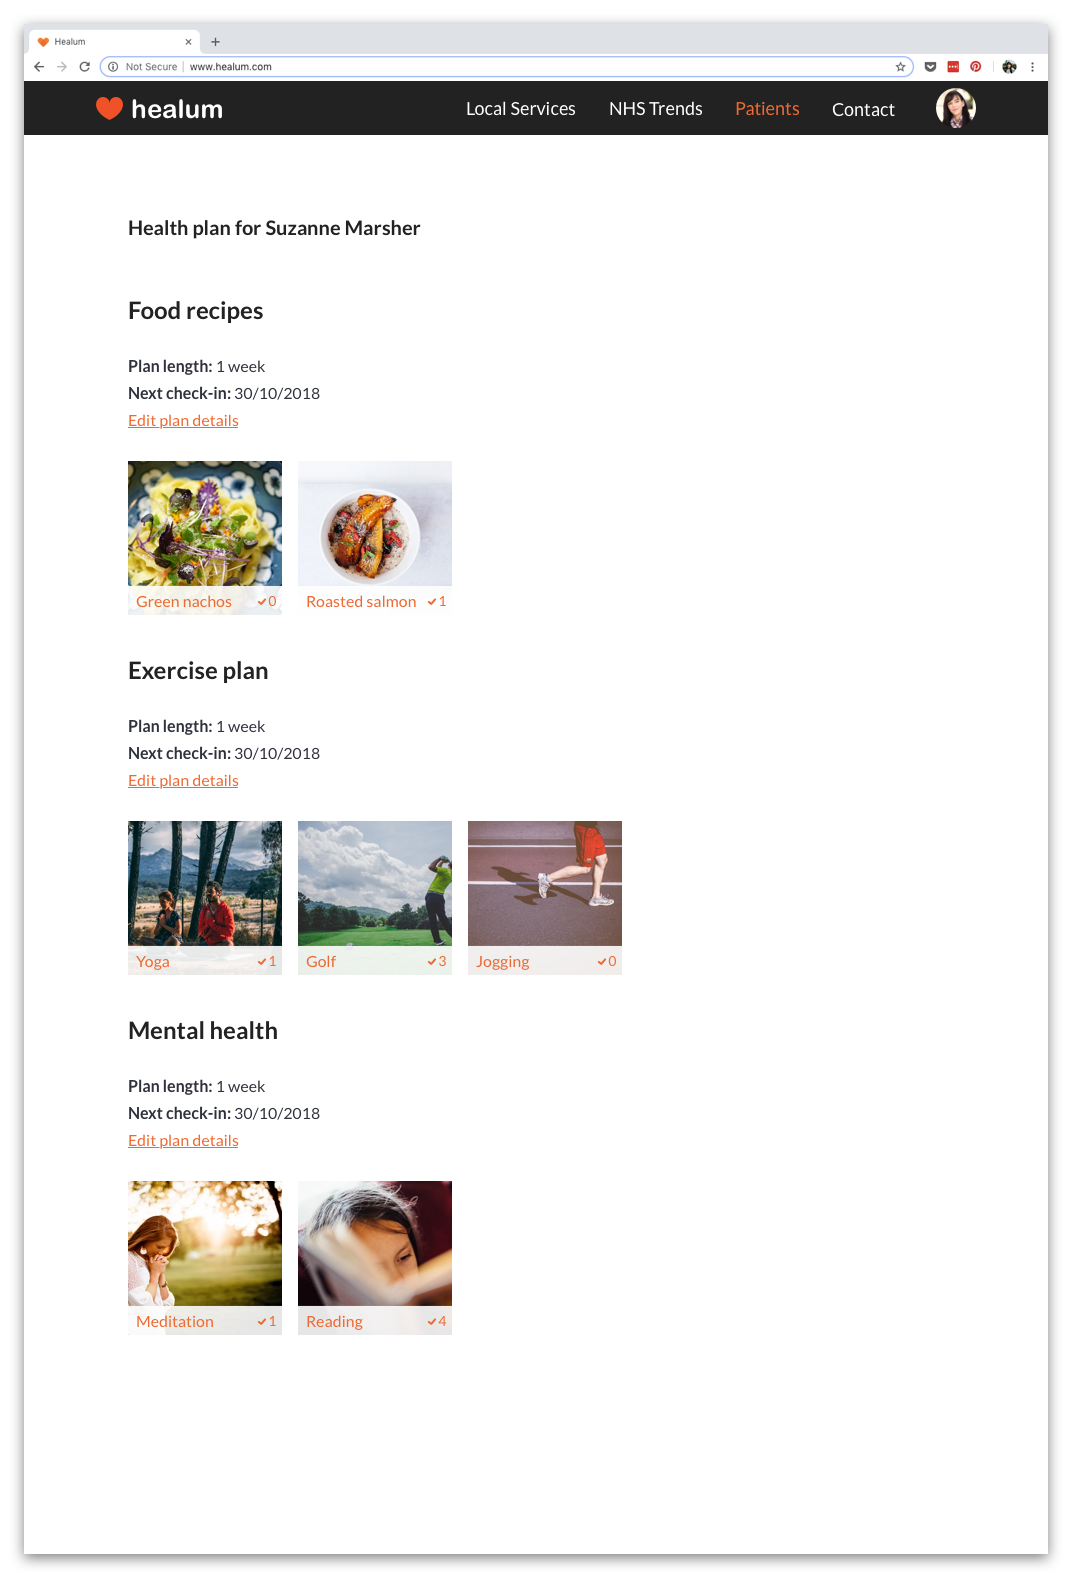 Healum
Not Secure | www.healum.com
healum
Local Services NHS Trends Patients Contact
Health plan for Suzanne Marsher
Food recipes
Plan length: 1 week
Next check-in: 30/10/2018
Edit plan details
Green nachos 0 Roasted salmon 1
Exercise plan
Plan length: 1 week
Next check-in: 30/10/2018
Edit plan details
Yoga 1 Golf 3 Jogging 0
Mental health
Plan length: 1 week
Next check-in: 30/10/2018
Edit plan details
Meditation 1 Reading 4